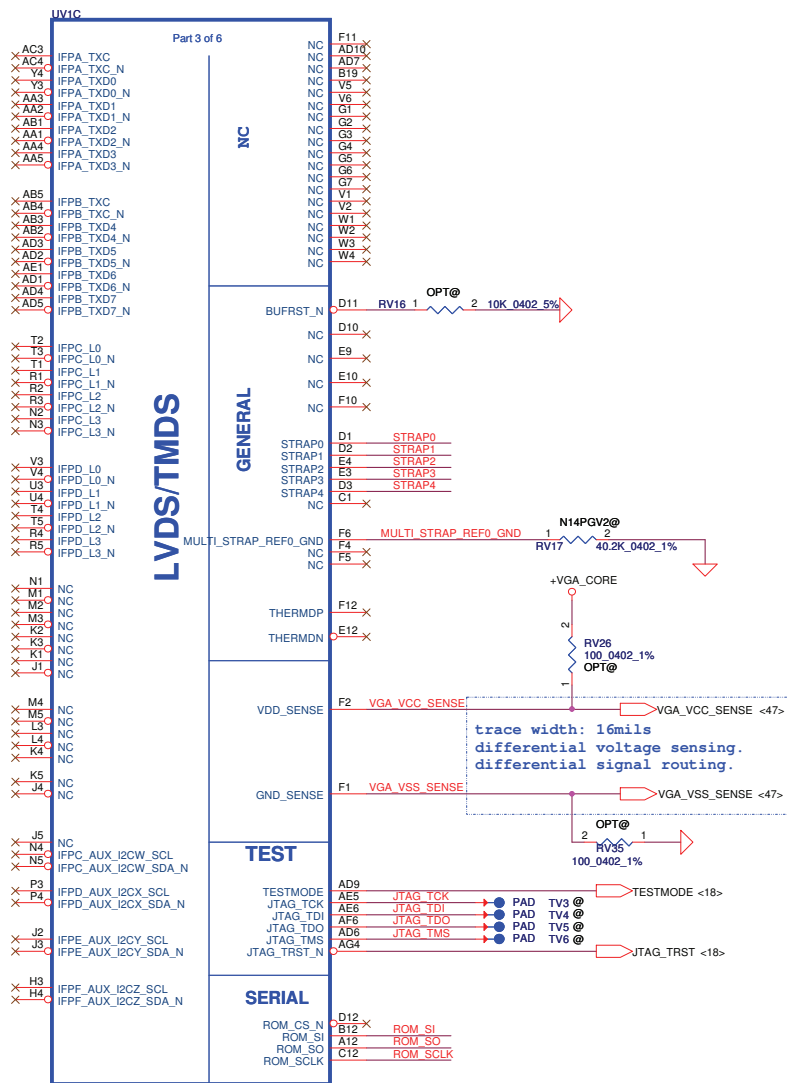 UV1C
Part 3 of 6
LVDS/TMDS
AC3 IFPA_TXC
AC4 IFPA_TXC_N
Y4 IFPA_TXD0
Y3 IFPA_TXD0_N
AA3 IFPA_TXD1
AA2 IFPA_TXD1_N
AB1 IFPA_TXD2
AA1 IFPA_TXD2_N
AA4 IFPA_TXD3
AA5 IFPA_TXD3_N
AB5 IFPB_TXC
AB4 IFPB_TXC_N
AB3 IFPB_TXD4
AB2 IFPB_TXD4_N
AD3 IFPB_TXD5
AD2 IFPB_TXD5_N
AE1 IFPB_TXD6
AD1 IFPB_TXD6_N
AD4 IFPB_TXD7
AD5 IFPB_TXD7_N
T2 IFPC_L0
T3 IFPC_L0_N
T1 IFPC_L1
R1 IFPC_L1_N
R2 IFPC_L2
R3 IFPC_L2_N
N2 IFPC_L3
N3 IFPC_L3_N
V3 IFPD_L0
V4 IFPD_L0_N
U3 IFPD_L1
U4 IFPD_L1_N
T4 IFPD_L2
T5 IFPD_L2_N
R4 IFPD_L3
R5 IFPD_L3_N
N1 NC
M1 NC
M2 NC
M3 NC
K2 NC
K3 NC
K1 NC
J1 NC
M4 NC
M5 NC
L3 NC
L4 NC
K4 NC
K5 NC
J4 NC
J5 NC
N4 IFPC_AUX_I2CW_SCL
N5 IFPC_AUX_I2CW_SDA_N
P3 IFPD_AUX_I2CX_SCL
P4 IFPD_AUX_I2CX_SDA_N
J2 IFPE_AUX_I2CY_SCL
J3 IFPE_AUX_I2CY_SDA_N
H3 IFPF_AUX_I2CZ_SCL
H4 IFPF_AUX_I2CZ_SDA_N
NC
NC F11
NC AD10
NC AD7
NC B19
NC V5
NC V6
NC G1
NC G2
NC G3
NC G4
NC G5
NC G6
NC G7
NC V1
NC V2
NC W1
NC W2
NC W3
NC W4
GENERAL
OPT@
BUFRST_N D11 RV16 1 2 10K_0402_5%
NC D10
NC E9
NC E10
NC F10
STRAP0 D1 STRAP0
STRAP1 D2 STRAP1
STRAP2 E4 STRAP2
STRAP3 E3 STRAP3
STRAP4 D3 STRAP4
NC C1
N14PGV2@
MULTI_STRAP_REF0_GND F6 MULTI_STRAP_REF0_GND 1 2
RV17 40.2K_0402_1%
NC F4
NC F5
THERMDP F12
THERMDN E12
+VGA_CORE
2
RV26
100_0402_1%
OPT@
1
VDD_SENSE F2 VGA_VCC_SENSE VGA_VCC_SENSE <47>
trace width: 16mils
differential voltage sensing.
differential signal routing.
GND_SENSE F1 VGA_VSS_SENSE VGA_VSS_SENSE <47>
OPT@
2 1
RV35
100_0402_1%
TEST
TESTMODE AD9 TESTMODE <18>
JTAG_TCK AE5 JTAG_TCK PAD TV3 @
JTAG_TDI AE6 JTAG_TDI PAD TV4 @
JTAG_TDO AF6 JTAG_TDO PAD TV5 @
JTAG_TMS AD6 JTAG_TMS PAD TV6 @
JTAG_TRST_N AG4 JTAG_TRST <18>
SERIAL
ROM_CS_N D12
ROM_SI B12 ROM_SI
ROM_SO A12 ROM_SO
ROM_SCLK C12 ROM_SCLK